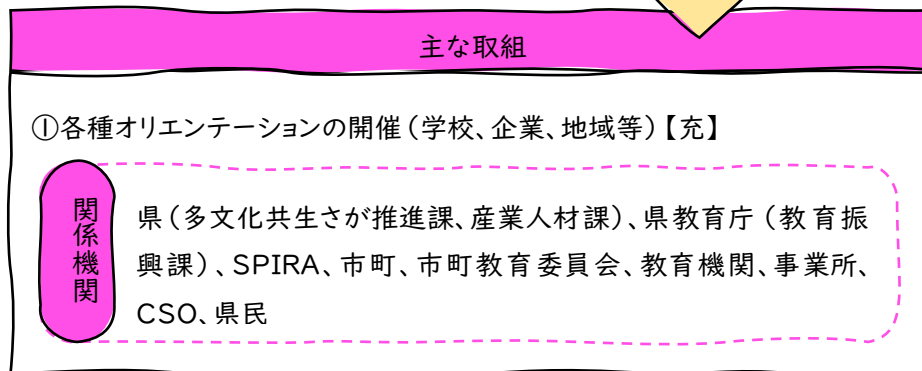 主な取組
①各種オリエンテーションの開催（学校、企業、地域等）【充】
関係機関
県（多文化共生さが推進課、産業人材課）、県教育庁（教育振
興課）、SPIRA、市町、市町教育委員会、教育機関、事業所、
CSO、県民